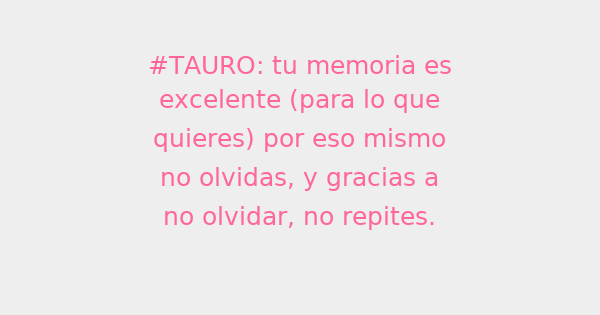 #TAURO: tu memoria es
excelente (para lo que
quieres) por eso mismo
no olvidas, y gracias a
no olvidar, no repites.